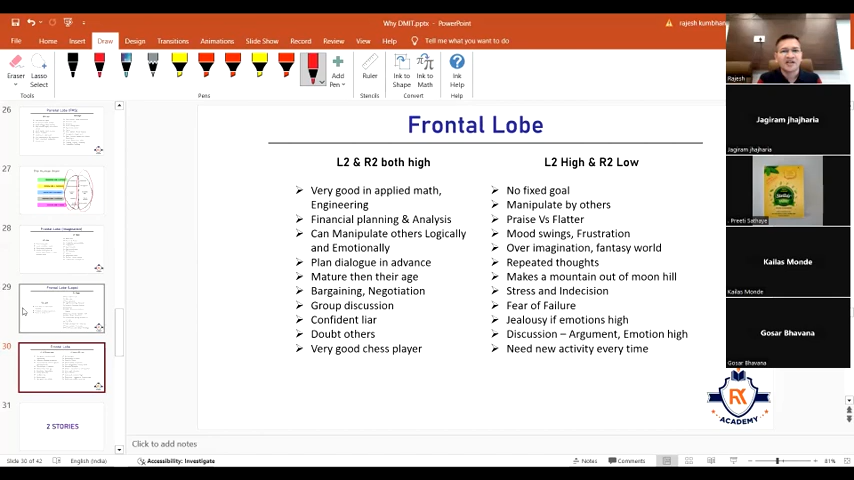 Why DMIT.pptx - PowerPoint
rajesh kumbhar
File Home Insert Draw Design Transitions Animations Slide Show Record Review View Help Tell me what you want to do
Eraser
Lasso Select
Add Pen
Ruler
Ink to Shape
Ink to Math
Ink Help
Tools
Pens
Stencils
Convert
Help
26
27
28
29
30
31
2 STORIES
Frontal Lobe
L2 & R2 both high
Very good in applied math,
Engineering
Financial planning & Analysis
Can Manipulate others Logically
and Emotionally
Plan dialogue in advance
Mature then their age
Bargaining, Negotiation
Group discussion
Confident liar
Doubt others
Very good chess player
L2 High & R2 Low
No fixed goal
Manipulate by others
Praise Vs Flatter
Mood swings, Frustration
Over imagination, fantasy world
Repeated thoughts
Makes a mountain out of moon hill
Stress and Indecision
Fear of Failure
Jealousy if emotions high
Discussion – Argument, Emotion high
Need new activity every time
RK
ACADEMY
Rajesh
Jagiram jhajharia
Jagiram jhajharia
Preeti Sathaye
Kailas Monde
Kailas Monde
Gosar Bhavana
Gosar Bhavana
Click to add notes
Slide 30 of 42 English (India) Accessibility: Investigate Notes Comments 81%